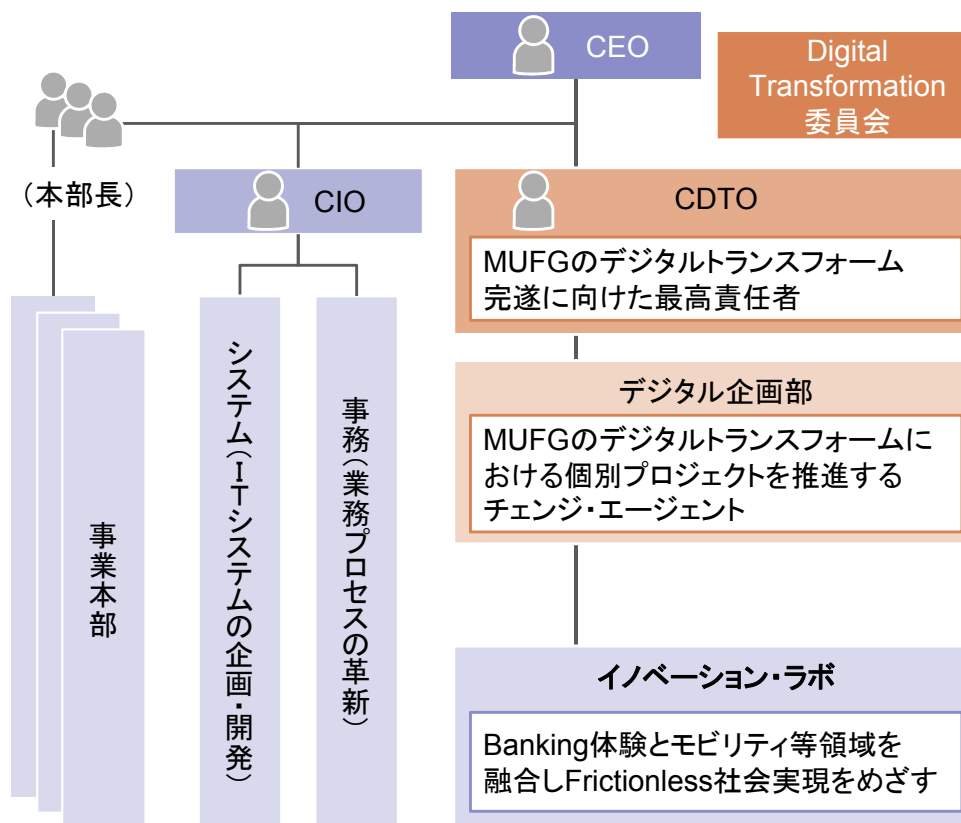 CEO
Digital
Transformation
委員会
（本部長）
CIO
CDTO
MUFGのデジタルトランスフォーム
完遂に向けた最高責任者
デジタル企画部
MUFGのデジタルトランスフォームに
おける個別プロジェクトを推進する
チェンジ・エージェント
事業本部
システム（ITシステムの企画・開発）
事務（業務プロセスの革新）
イノベーション・ラボ
Banking体験とモビリティ等領域を
融合しFrictionless社会実現をめざす